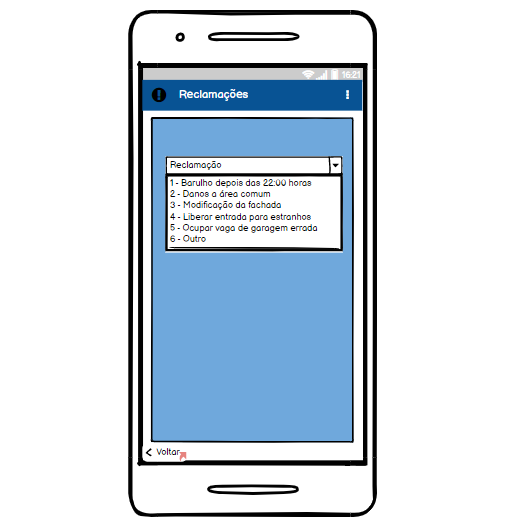 16:21
Reclamações
Reclamação
1 - Barulho depois das 22:00 horas
2 - Danos a área comum
3 - Modificação da fachada
4 - Liberar entrada para estranhos
5 - Ocupar vaga de garagem errada
6 - Outro
Voltar